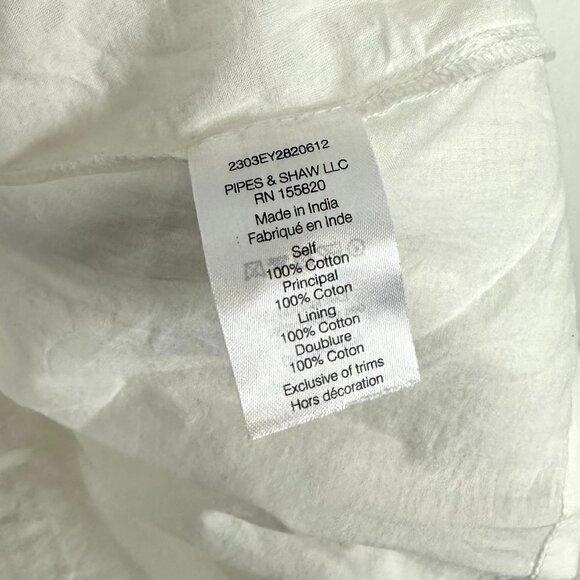 2303EY2820612
PIPES & SHAW LLC
RN 155820
Made in India
Fabriqué en Inde
Self
100% Cotton
Principal
100% Coton
Lining
100% Cotton
Doublure
100% Coton
Exclusive of trims
Hors décoration